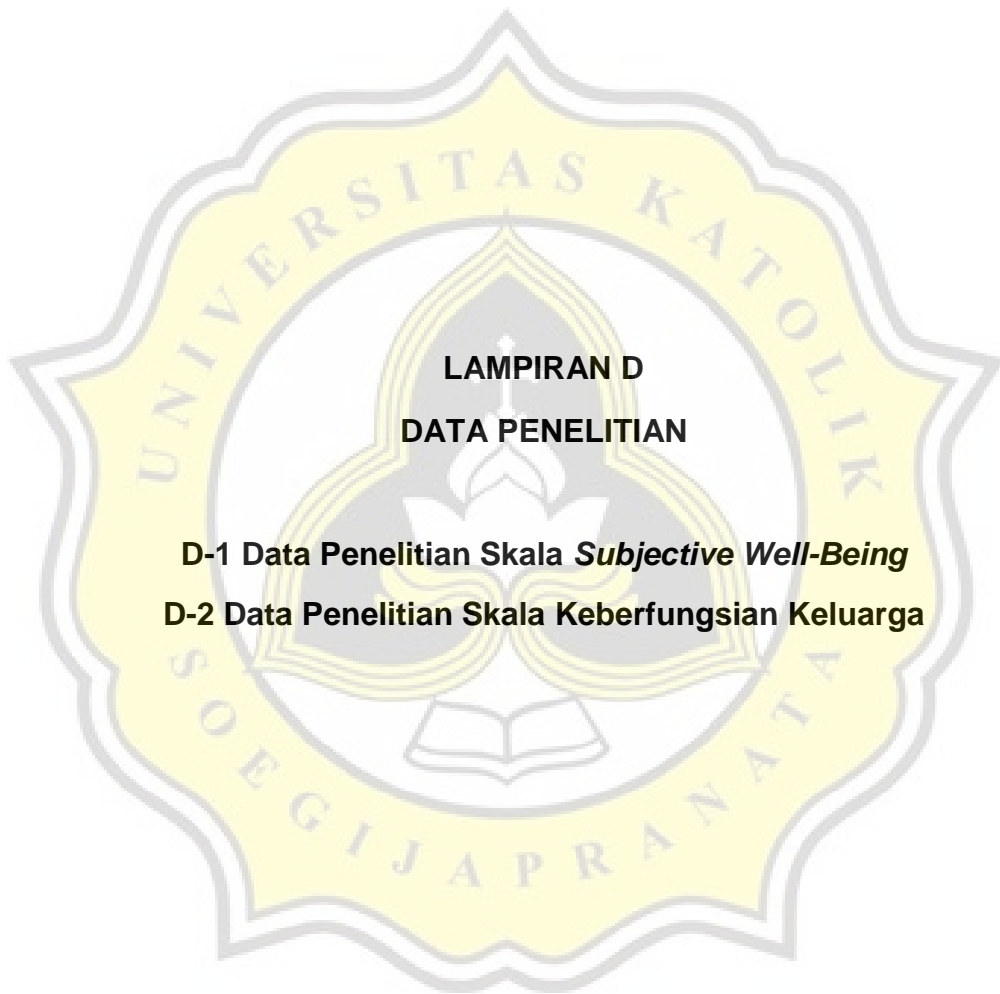 UNIVERSITAS KATOLIK
LAMPIRAN D
DATA PENELITIAN
D-1 Data Penelitian Skala Subjective Well-Being
D-2 Data Penelitian Skala Keberfungsian Keluarga
SOEGIJAPRANATA